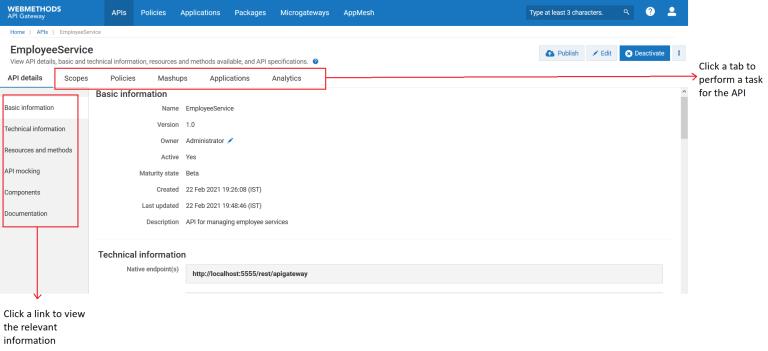 WEBMETHODS
API Gateway
APIs Policies Applications Packages Microgateways AppMesh
Type at least 3 characters.
Home | APIs | EmployeeService
EmployeeService
View API details, basic and technical information, resources and methods available, and API specifications.
Publish Edit Deactivate
API details Scopes Policies Mashups Applications Analytics
Click a tab to
perform a task
for the API
Basic information
Technical information
Resources and methods
API mocking
Components
Documentation
Basic information
Name EmployeeService
Version 1.0
Owner Administrator
Active Yes
Maturity state Beta
Created 22 Feb 2021 19:26:08 (IST)
Last updated 22 Feb 2021 19:48:46 (IST)
Description API for managing employee services
Technical information
Native endpoint(s) http://localhost:5555/rest/apigateway
Click a link to view
the relevant
information